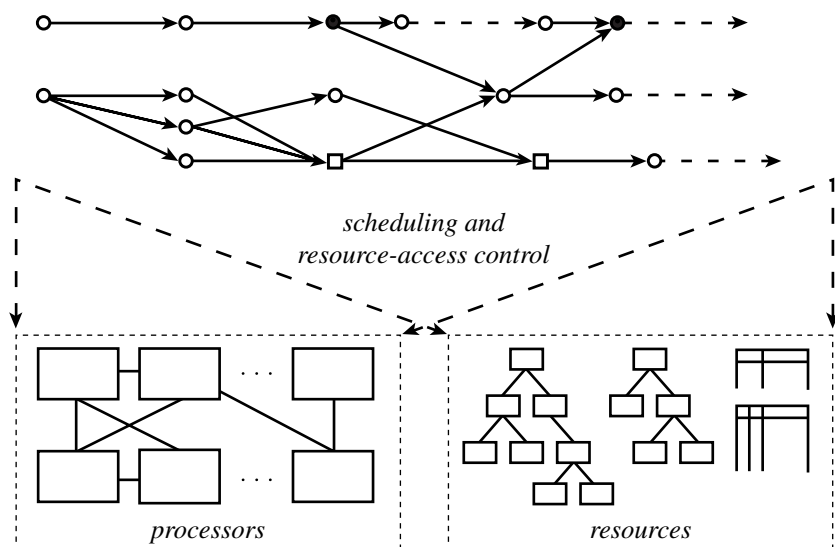 scheduling and
resource-access control
. . .
. . .
processors
resources